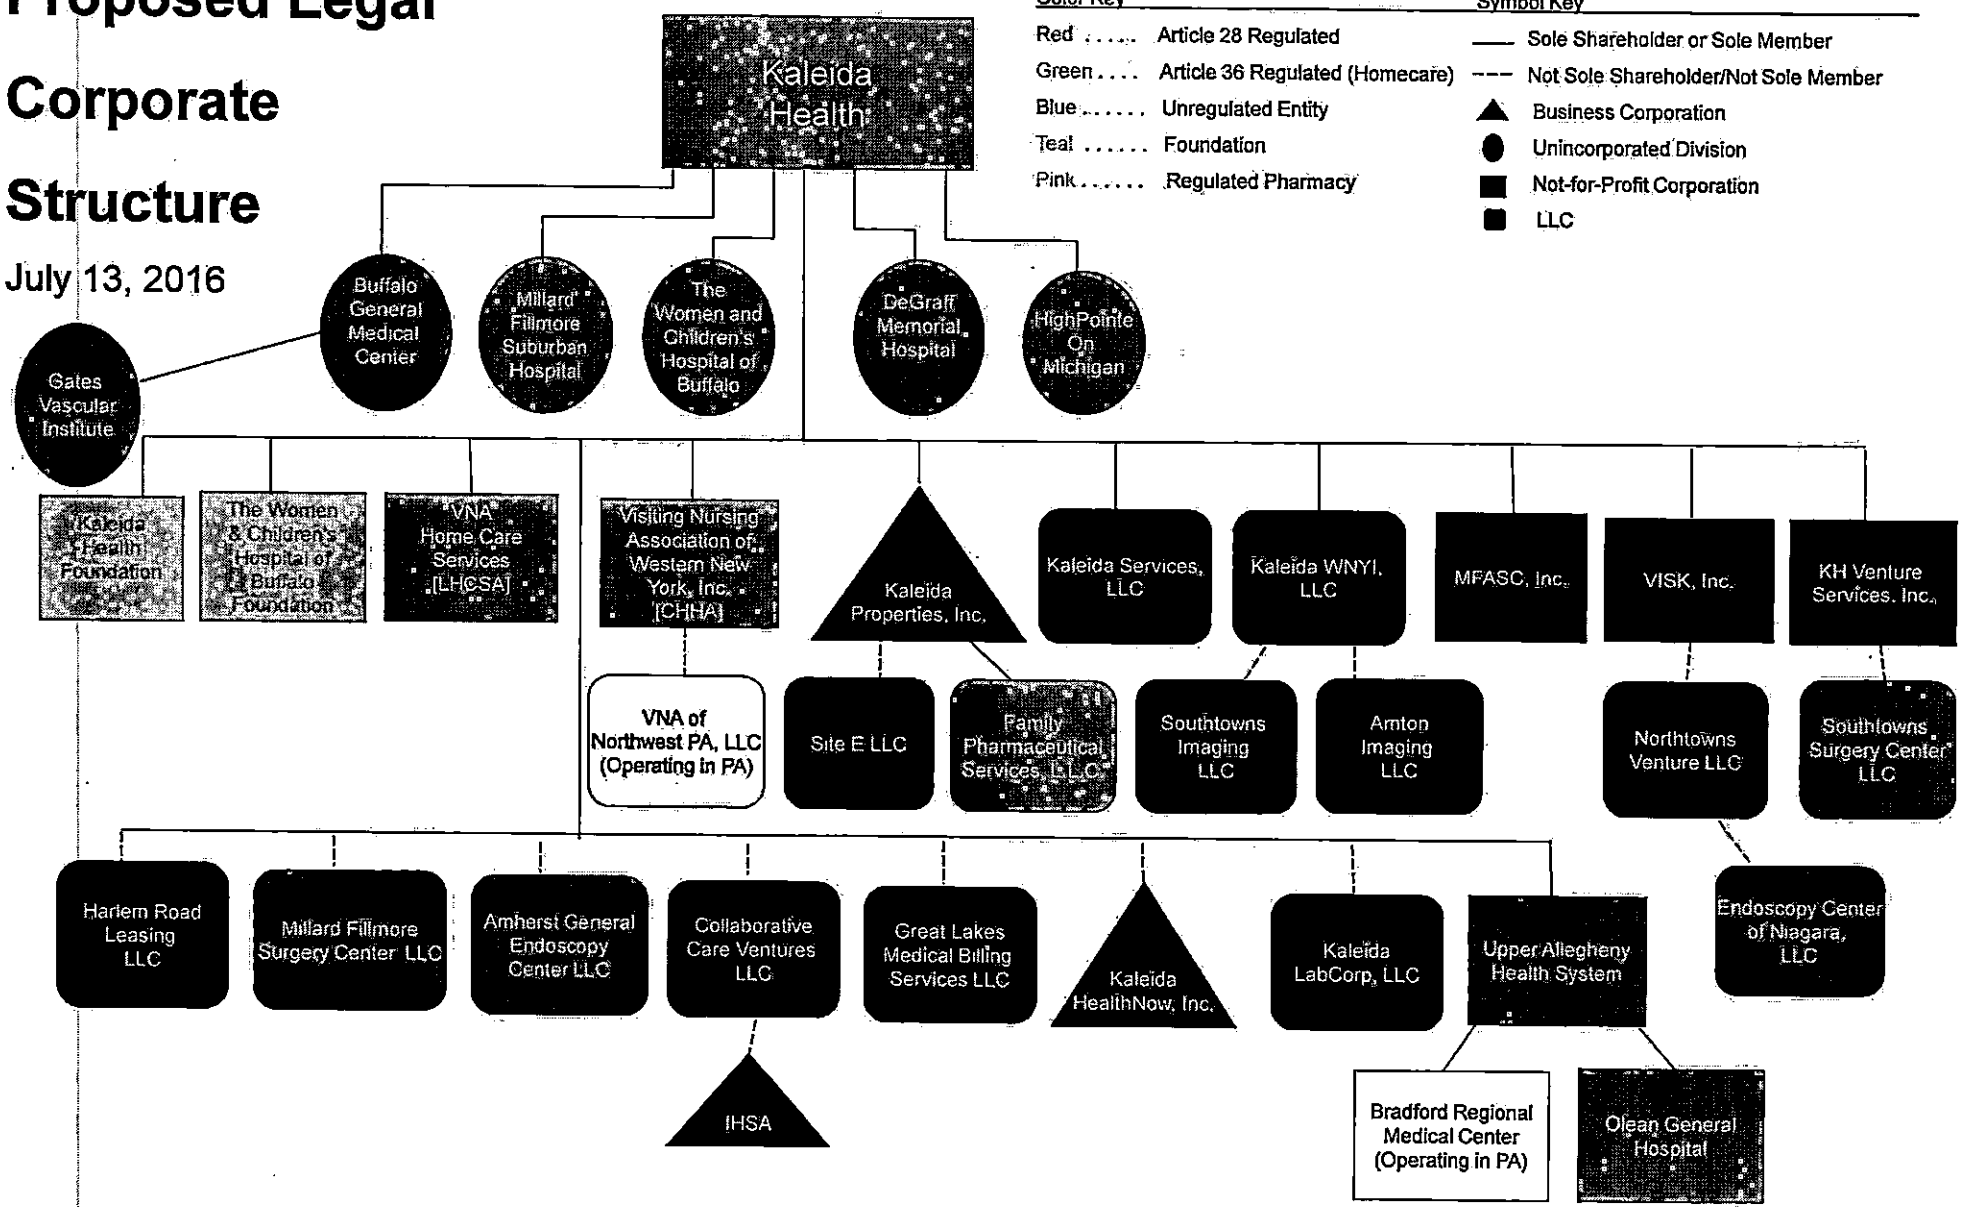 Proposed Legal
Corporate
Structure
July 13, 2016
Color Key
Red ...... Article 28 Regulated
Green.... Article 36 Regulated (Homecare)
Blue....... Unregulated Entity
Teal ...... Foundation
Pink....... Regulated Pharmacy
Symbol Key
Sole Shareholder or Sole Member
Not Sole Shareholder/Not Sole Member
Business Corporation
Unincorporated Division
Not-for-Profit Corporation
LLC
Kaleida
Health
Gates
Vascular
Institute
Buffalo
General
Medical
Center
Millard
Fillmore
Suburban
Hospital
The
Women and
Children's
Hospital of
Buffalo
DeGraff
Memorial
Hospital
HighPointe
On
Michigan
Kaleida
Health
Foundation
The Women
& Children's
Hospital of
Buffalo
Foundation
VNA
Home Care
Services
[LHCSA]
Visiting Nursing
Association of
Western New
York, Inc.
[CHHA]
Kaleida
Properties, Inc.
Kaleida Services,
LLC
Kaleida WNYI,
LLC
MFASC, Inc.
VISK, Inc.
KH Venture
Services, Inc.
VNA of
Northwest PA, LLC
(Operating in PA)
Site E LLC
Family
Pharmaceutical
Services, L.L.C.
Southtowns
Imaging
LLC
Amton
Imaging
LLC
Northtowns
Venture LLC
Southtowns
Surgery Center
LLC
Harlem Road
Leasing
LLC
Millard Fillmore
Surgery Center LLC
Amherst General
Endoscopy
Center LLC
Collaborative
Care Ventures
LLC
Great Lakes
Medical Billing
Services LLC
Kaleida
HealthNow, Inc.
Kaleida
LabCorp, LLC
Upper Allegheny
Health System
Endoscopy Center
of Niagara,
LLC
IHSA
Bradford Regional
Medical Center
(Operating in PA)
Olean General
Hospital